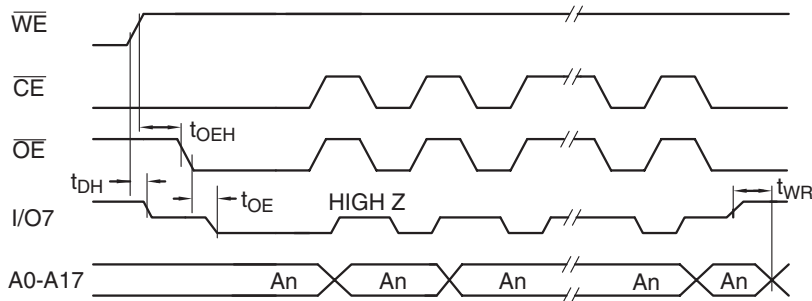 WE
CE
tOEH
OE
tDH
tOE
HIGH Z
tWR
I/O7
A0-A17 An An An An An